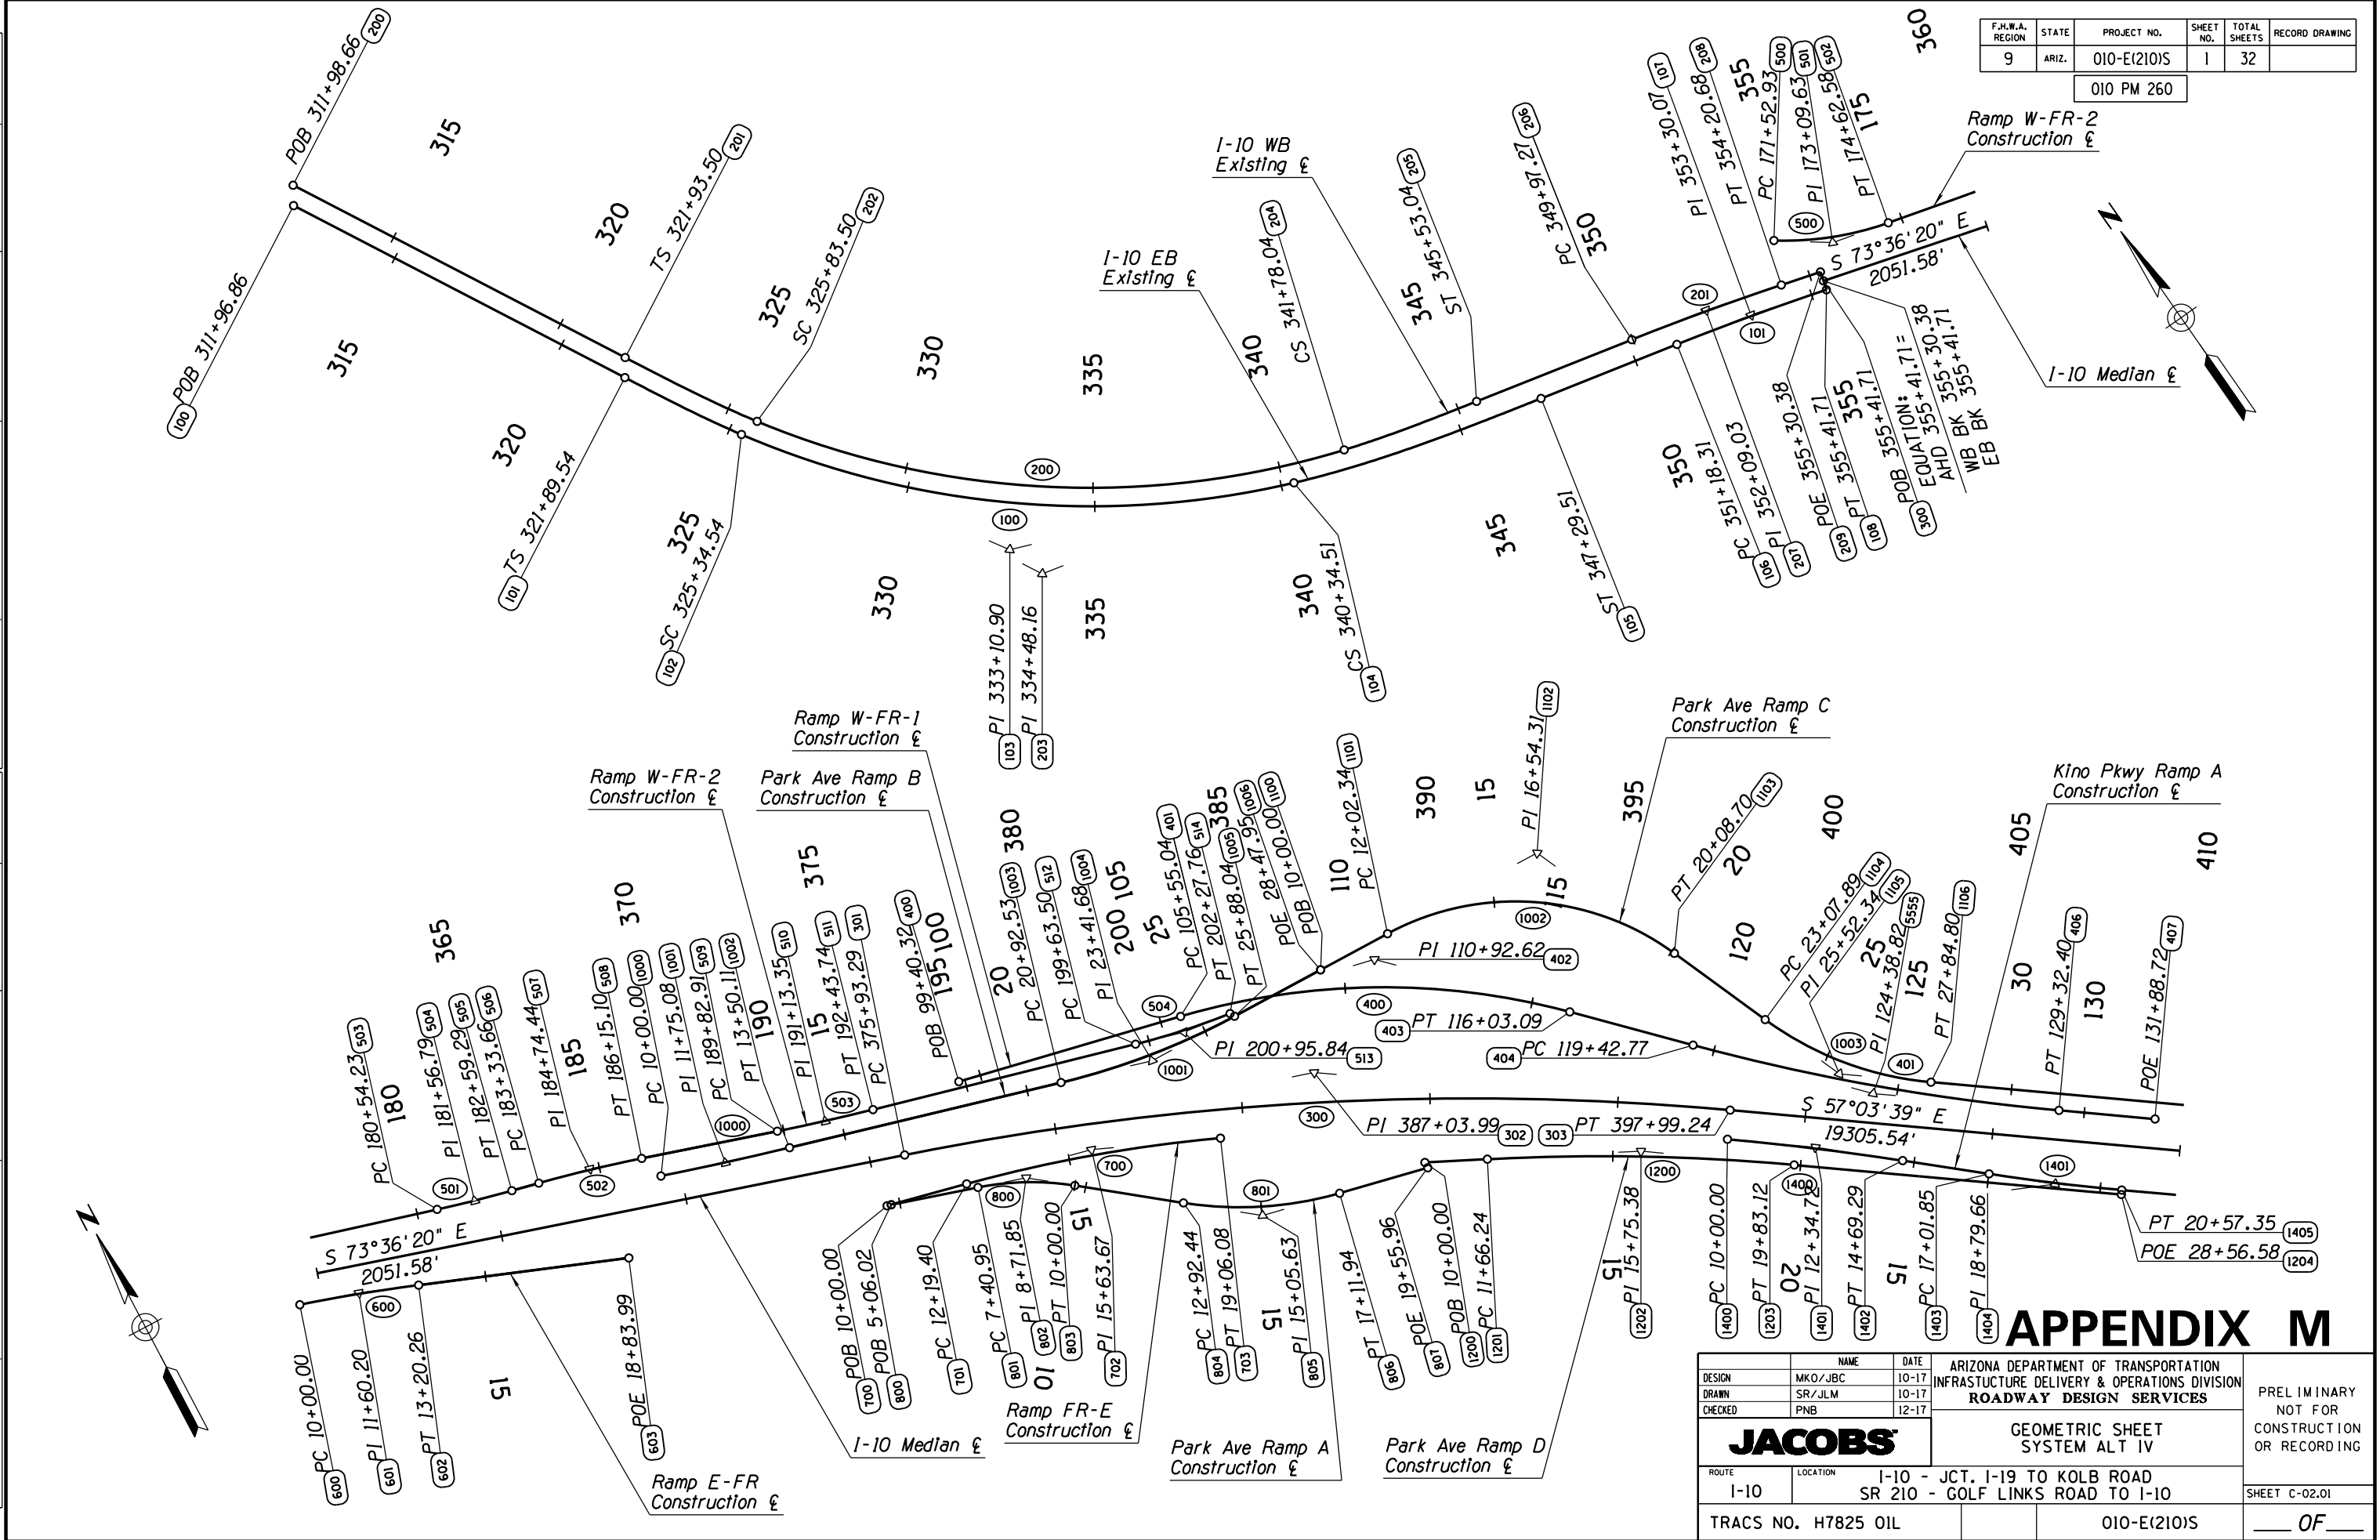 F.H.W.A. REGION STATE PROJECT NO. SHEET NO. TOTAL SHEETS RECORD DRAWING
9 ARIZ. 010-E(210)S 1 32
010 PM 260
POB 311+98.66 200
315
320
TS 321+93.50 201
325
SC 325+83.50 202
330
335
340
CS 341+78.04 204
345
ST 345+53.04 205
PC 349+97.27 206
350
PI 353+30.07 107
PT 354+20.68 208
355
PC 171+52.93 500
PI 173+09.63 501
PT 174+62.58 502
175
360
Ramp W-FR-2
Construction ℄
I-10 WB
Existing ℄
I-10 EB
Existing ℄
500
S 73°36'20" E
2051.58'
201
101
I-10 Median ℄
N
100 POB 311+96.86
315
320
101 TS 321+89.54
325
102 SC 325+34.54
330
200
100
PI 333+10.90 103
PI 334+48.16 203
335
340
CS 340+34.51 104
345
ST 347+29.51 105
350
PC 351+18.31 106
PI 352+09.03 207
POE 355+30.38 209
PT 355+41.71 108
355
POB 355+41.71 300
EQUATION:
AHD 355+41.71 =
WB BK 355+30.38
EB BK 355+41.71
Ramp W-FR-1
Construction ℄
Ramp W-FR-2
Construction ℄
Park Ave Ramp B
Construction ℄
Park Ave Ramp C
Construction ℄
Kino Pkwy Ramp A
Construction ℄
PC 180+54.23 503
180
PI 181+56.79 504
365
PT 182+59.29 505
PC 183+33.66 506
PI 184+74.44 507
185
PT 186+15.10 508
370
PC 10+00.00 1000
PI 11+75.08 1001
PC 189+82.91 509
PT 13+50.11 1002
190
PI 191+13.35 510
15
375
PT 192+43.74 511
PC 375+93.29 301
POB 99+40.32 400
195
100
20
PC 20+92.53 1003
380
PC 199+63.50 512
PI 23+41.68 1004
200
105
25
PC 105+55.04 401
PT 202+27.76 514
385
PT 25+88.04 1005
POE 28+47.95 1006
POB 10+00.00 1100
110
PC 12+02.34 1101
390
15
PI 16+54.31 1102
115
395
PT 20+08.70 1103
20
120
400
PC 23+07.89 1104
PI 25+52.34 1105
25
PI 124+38.82 5555
125
PT 27+84.80 1106
405
30
PT 129+32.40 406
130
POE 131+88.72 407
410
1002
PI 110+92.62 402
504
400
403 PT 116+03.09
PI 200+95.84 513
404 PC 119+42.77
1001
1003
401
503
1000
300
PI 387+03.99 302
303 PT 397+99.24
S 57°03'39" E
19305.54'
501
502
S 73°36'20" E
2051.58'
600
700
800
801
1200
1400
1401
N
PC 10+00.00 600
PI 11+60.20 601
PT 13+20.26 602
15
POE 18+83.99 603
POB 10+00.00 700
POB 5+06.02 800
PC 12+19.40 701
PC 7+40.95 801
PI 8+71.85 802
10
PT 10+00.00 803
15
PI 15+63.67 702
PC 12+92.44 804
PT 19+06.08 703
15
PI 15+05.63 805
PT 17+11.94 806
POE 19+55.96 807
POB 10+00.00 1200
PC 11+66.24 1201
15
PI 15+75.38 1202
PC 10+00.00 1400
PT 19+83.12 1203
20
PI 12+34.72 1401
PT 14+69.29 1402
15
PC 17+01.85 1403
PI 18+79.66 1404
PT 20+57.35 1405
POE 28+56.58 1204
Ramp E-FR
Construction ℄
I-10 Median ℄
Ramp FR-E
Construction ℄
Park Ave Ramp A
Construction ℄
Park Ave Ramp D
Construction ℄
APPENDIX M
NAME DATE
DESIGN MKO/JBC 10-17
DRAWN SR/JLM 10-17
CHECKED PNB 12-17
ARIZONA DEPARTMENT OF TRANSPORTATION
INFRASTUCTURE DELIVERY & OPERATIONS DIVISION
ROADWAY DESIGN SERVICES
PRELIMINARY
NOT FOR
CONSTRUCTION
OR RECORDING
JACOBS
GEOMETRIC SHEET
SYSTEM ALT IV
ROUTE
I-10
LOCATION
I-10 - JCT. I-19 TO KOLB ROAD
SR 210 - GOLF LINKS ROAD TO I-10
SHEET C-02.01
TRACS NO. H7825 01L
010-E(210)S
OF